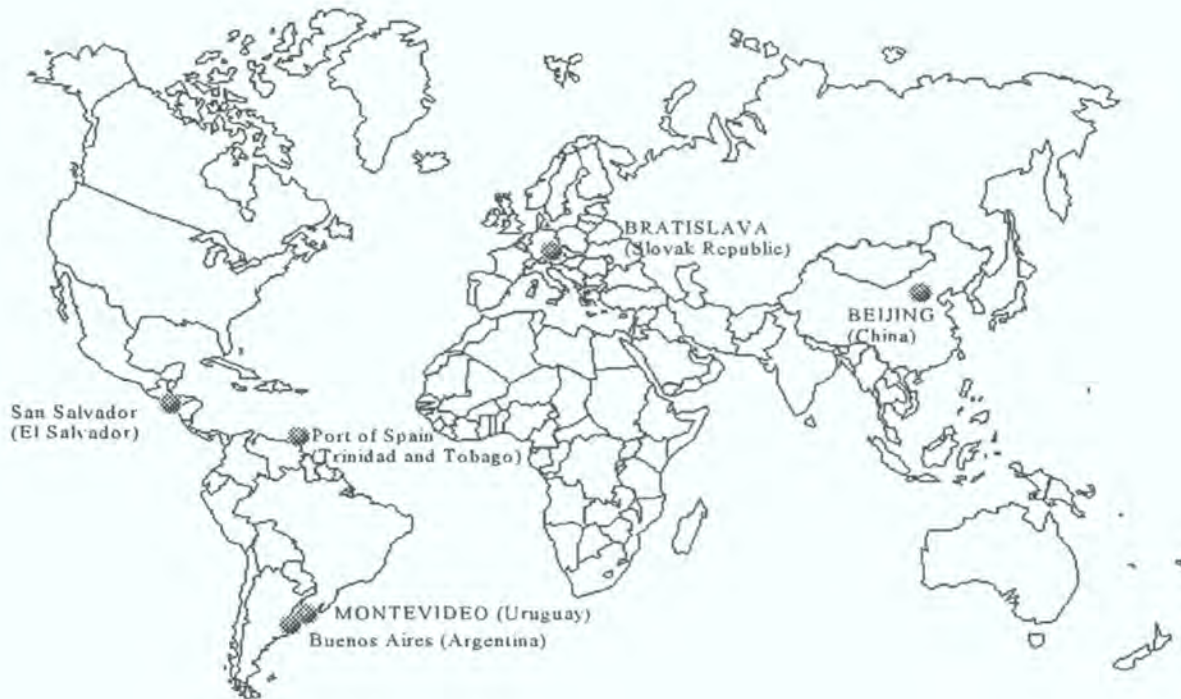 BRATISLAVA
(Slovak Republic)
BEIJING
(China)
San Salvador
(El Salvador)
Port of Spain
(Trinidad and Tobago)
MONTEVIDEO (Uruguay)
Buenos Aires (Argentina)